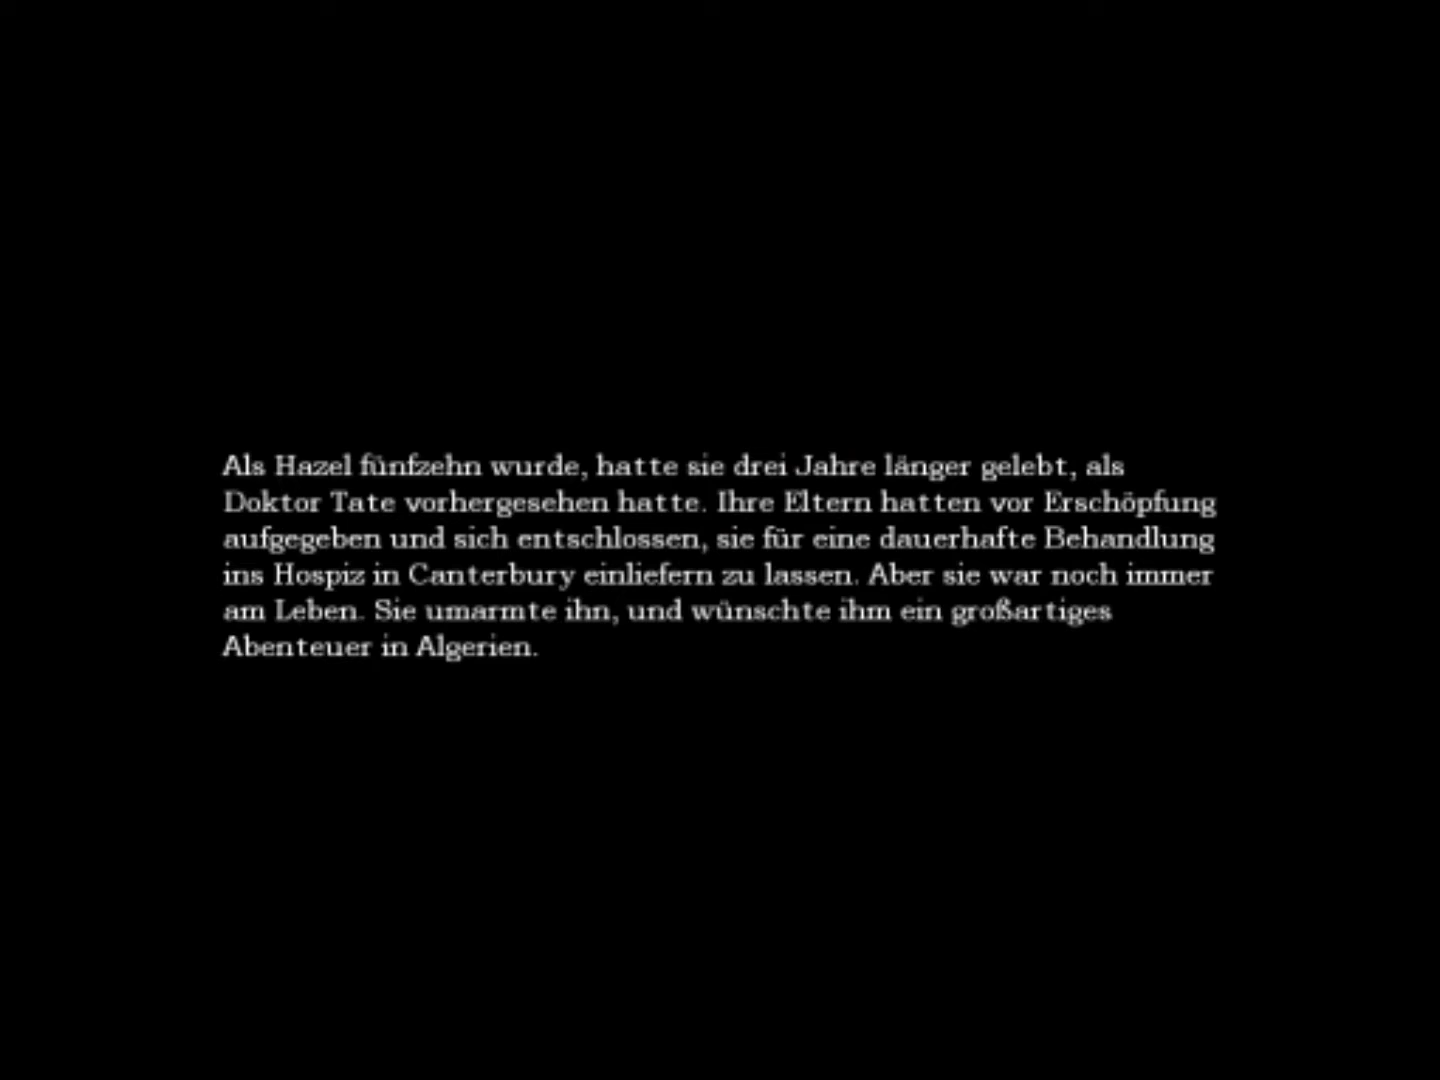 Als Hazel fünfzehn wurde, hatte sie drei Jahre länger gelebt, als
Doktor Tate vorhergesehen hatte. Ihre Eltern hatten vor Erschöpfung
aufgegeben und sich entschlossen, sie für eine dauerhafte Behandlung
ins Hospiz in Canterbury einliefern zu lassen. Aber sie war noch immer
am Leben. Sie umarmte ihn, und wünschte ihm ein großartiges
Abenteuer in Algerien.